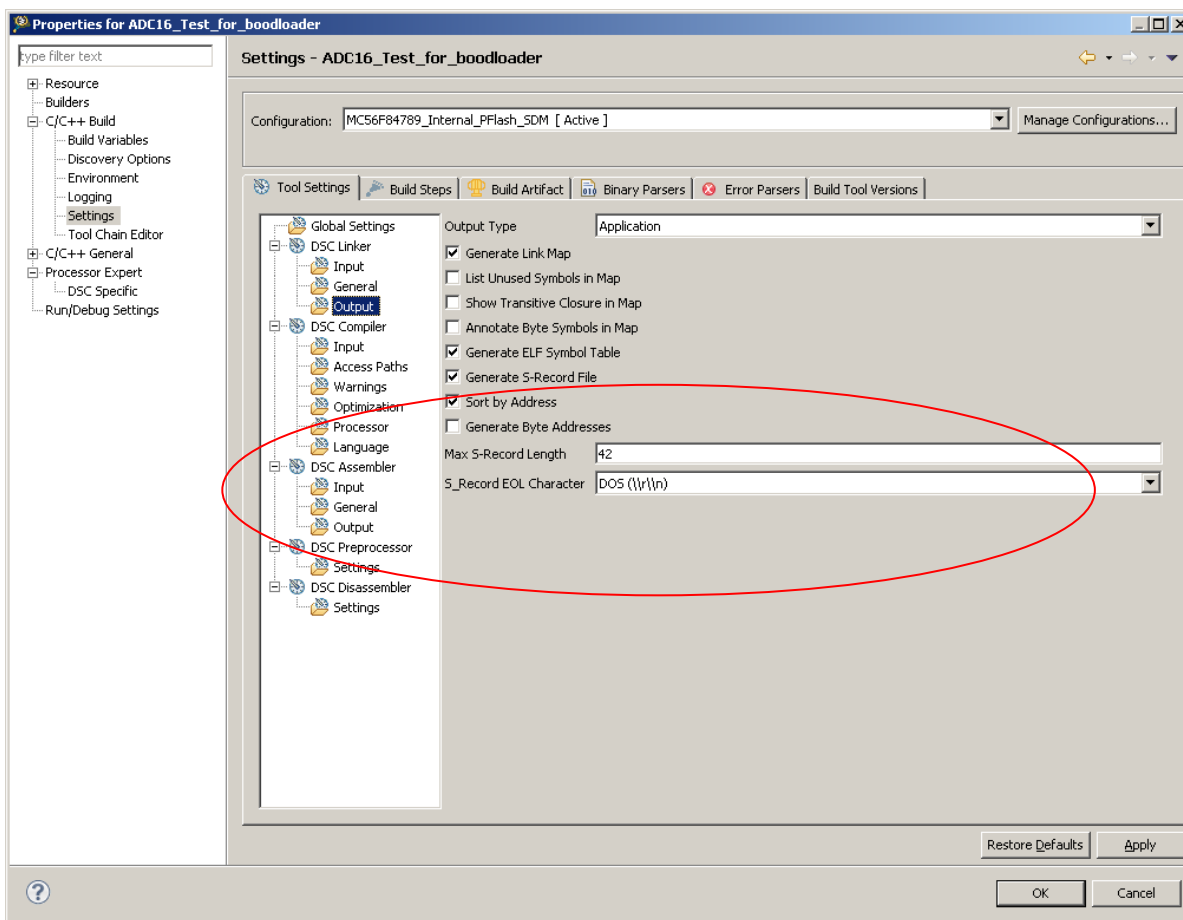 Properties for ADC16_Test_for_boodloader
type filter text
Resource
Builders
C/C++ Build
Build Variables
Discovery Options
Environment
Logging
Settings
Tool Chain Editor
C/C++ General
Processor Expert
DSC Specific
Run/Debug Settings
Settings - ADC16_Test_for_boodloader
Configuration: MC56F84789_Internal_PFlash_SDM [ Active ] Manage Configurations...
Tool Settings Build Steps Build Artifact Binary Parsers Error Parsers Build Tool Versions
Global Settings
DSC Linker
Input
General
Output
DSC Compiler
Input
Access Paths
Warnings
Optimization
Processor
Language
DSC Assembler
Input
General
Output
DSC Preprocessor
Settings
DSC Disassembler
Settings
Output Type Application
Generate Link Map
List Unused Symbols in Map
Show Transitive Closure in Map
Annotate Byte Symbols in Map
Generate ELF Symbol Table
Generate S-Record File
Sort by Address
Generate Byte Addresses
Max S-Record Length 42
S_Record EOL Character DOS (\\r\\n)
Restore Defaults Apply
OK Cancel